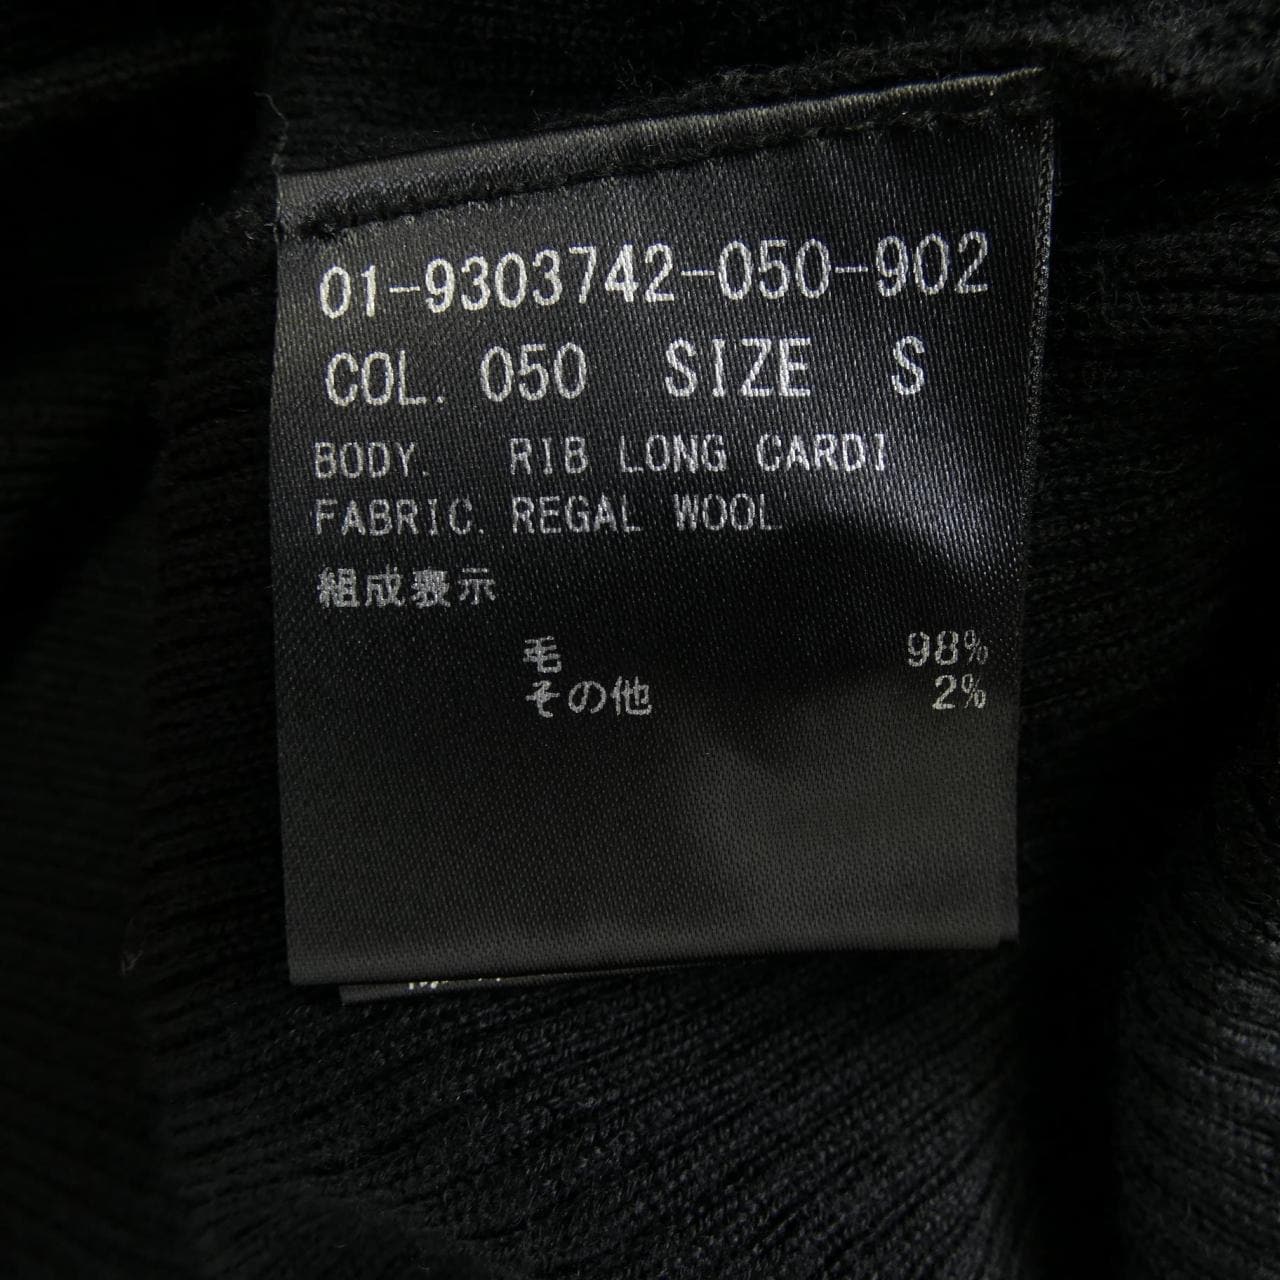 01-9303742-050-902
COL. 050 SIZE S
BODY. RIB LONG CARDI
FABRIC. REGAL WOOL
組成表示
毛 98%
その他 2%